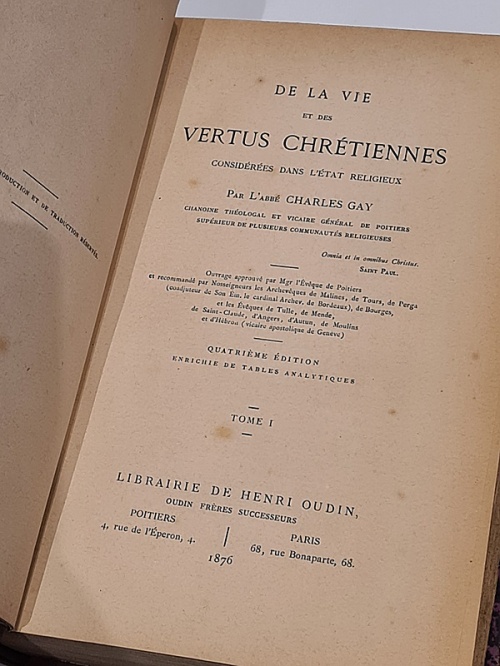 RODUCTION ET DE TRADUCTION RÉSERVÉS.
DE LA VIE
ET DES
VERTUS CHRÉTIENNES
CONSIDÉRÉES DANS L'ÉTAT RELIGIEUX
PAR L'ABBÉ CHARLES GAY
CHANOINE THÉOLOGAL ET VICAIRE GÉNÉRAL DE POITIERS
SUPÉRIEUR DE PLUSIEURS COMMUNAUTÉS RELIGIEUSES
Omnia et in omnibus Christus.
SAINT PAUL.
Ouvrage approuvé par Mgr l'Évêque de Poitiers
et recommandé par Nosseigneurs les Archevêques de Malines, de Tours, de Perga
(coadjuteur de Son Ém. le cardinal Archev. de Bordeaux), de Bourges,
et les Évêques de Tulle, de Mende,
de Saint-Claude, d'Angers, d'Autun, de Moulins
et d'Hébron (vicaire apostolique de Genève)
QUATRIÈME ÉDITION
ENRICHIE DE TABLES ANALYTIQUES
TOME I
LIBRAIRIE DE HENRI OUDIN,
OUDIN FRÈRES SUCCESSEURS
POITIERS
4, rue de l'Éperon, 4.
PARIS
68, rue Bonaparte, 68.
1876